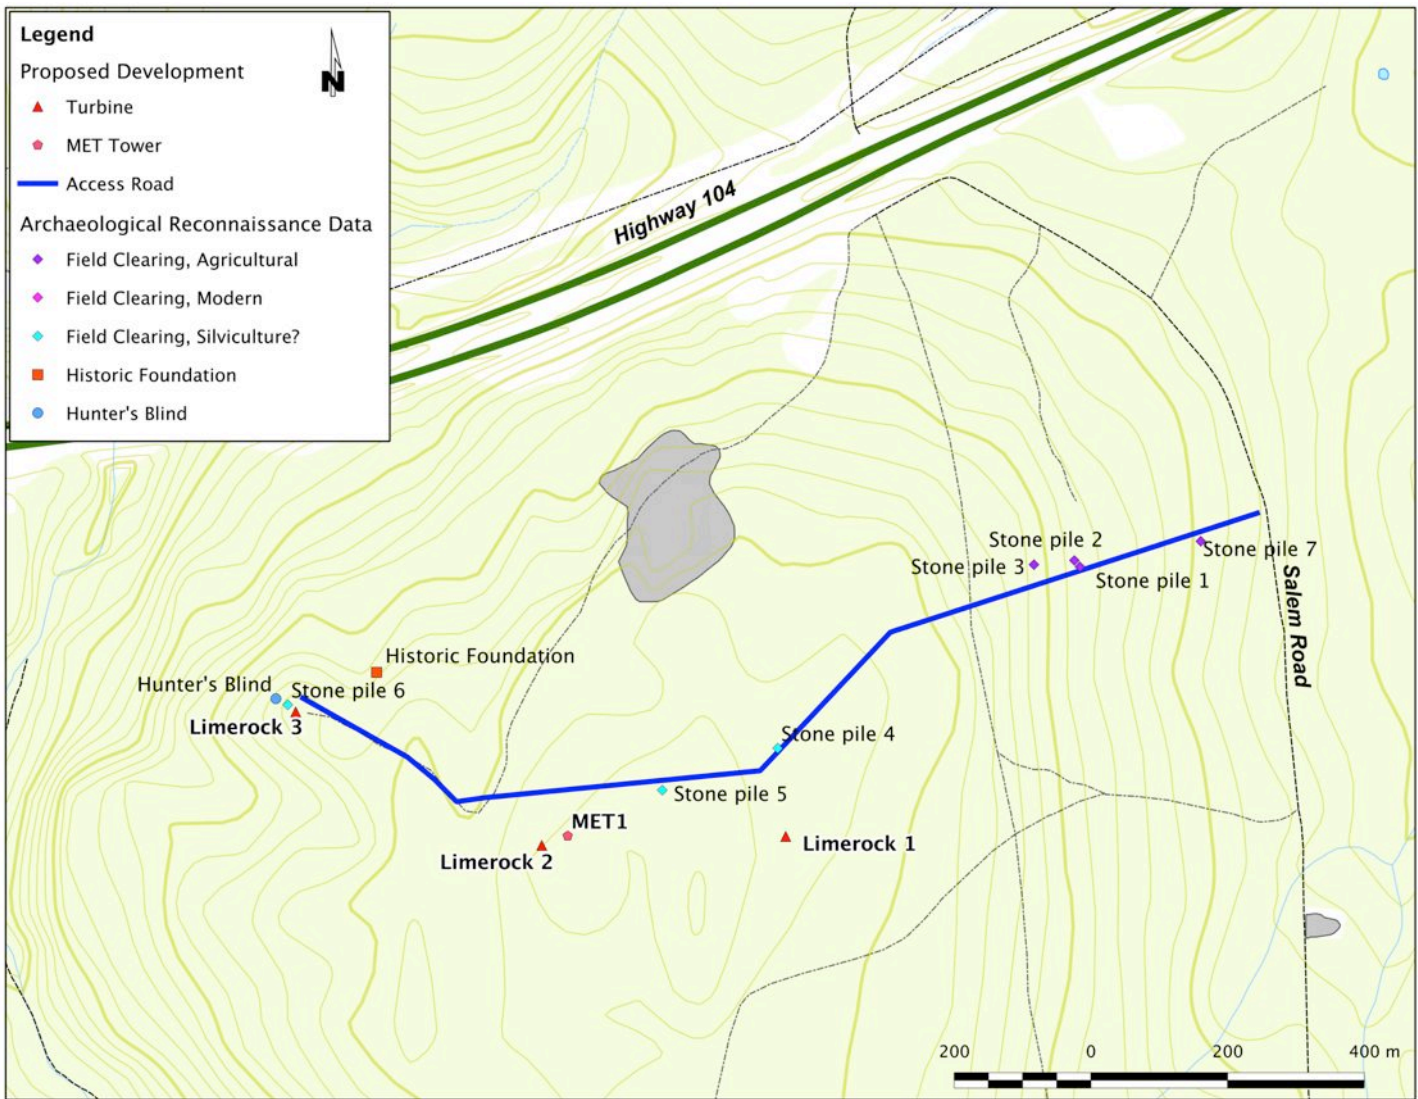 Legend
N
Proposed Development
Turbine
MET Tower
Access Road
Archaeological Reconnaissance Data
Field Clearing, Agricultural
Field Clearing, Modern
Field Clearing, Silviculture?
Historic Foundation
Hunter's Blind
Highway 104
Stone pile 2
Stone pile 7
Stone pile 3
Stone pile 1
Salem Road
Historic Foundation
Hunter's Blind
Stone pile 6
Limerock 3
Stone pile 4
Stone pile 5
MET1
Limerock 1
Limerock 2
200 0 200 400 m